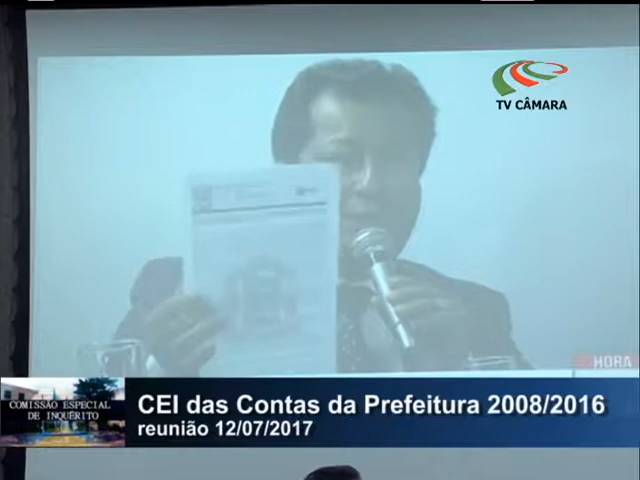 TV CÂMARA
HORA
COMISSÃO ESPECIAL
DE INQUÉRITO
CEI das Contas da Prefeitura 2008/2016
reunião 12/07/2017